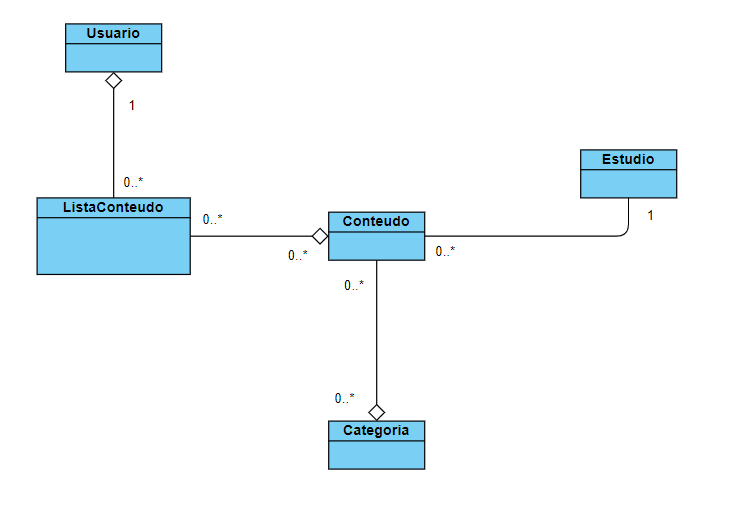 Usuario
1
0..*
ListaConteudo
0..*
0..*
Conteudo
0..*
0..*
Estudio
1
0..*
Categoria